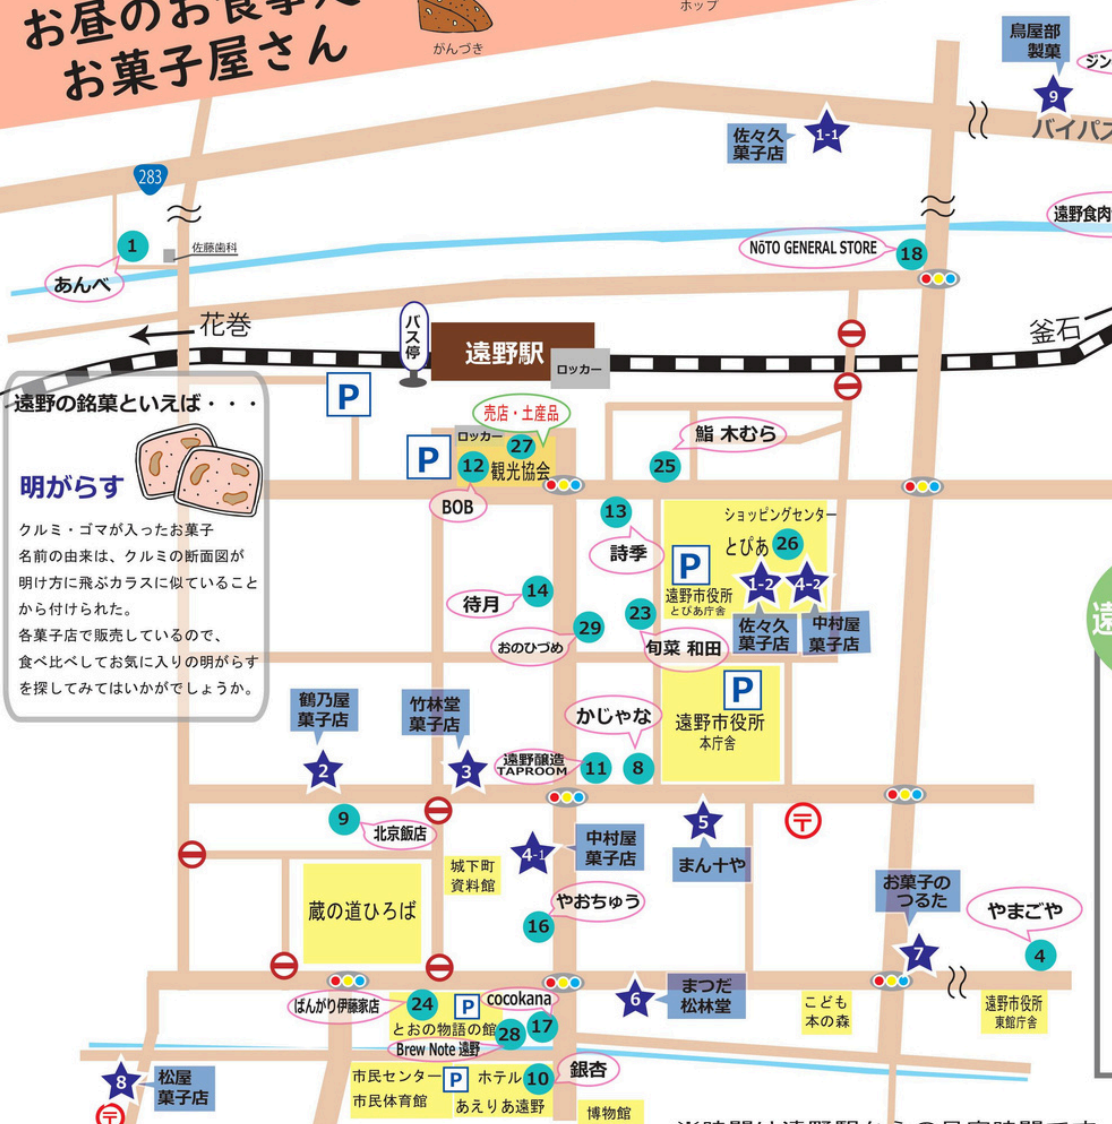 お昼のお食事処
お菓子屋さん
がんづき
ホップ
鳥屋部
製菓
9
ジン
バイパス
佐々久
菓子店
1-1
283
1
佐藤歯科
あんべ
遠野食肉
NōTO GENERAL STORE
18
花巻
バス停
遠野駅
ロッカー
釜石
遠野の銘菓といえば・・・
明がらす
クルミ・ゴマが入ったお菓子
名前の由来は、クルミの断面図が
明け方に飛ぶカラスに似ていること
から付けられた。
各菓子店で販売しているので、
食べ比べしてお気に入りの明がらす
を探してみてはいかがでしょうか。
P
売店・土産品
ロッカー
27
P
12
観光協会
BOB
鮨 木むら
25
13
詩季
ショッピングセンター
とぴあ
26
P
遠野市役所
とぴあ庁舎
1-2
4-2
佐々久
菓子店
中村屋
菓子店
14
待月
29
おのひづめ
23
旬菜 和田
遠
P
遠野市役所
本庁舎
鶴乃屋
菓子店
2
竹林堂
菓子店
3
かじゃな
遠野醸造
TAPROOM
11
8
9
北京飯店
5
まん十や
〒
4-1
中村屋
菓子店
城下町
資料館
蔵の道ひろば
やおちゅう
16
お菓子の
つるた
7
やまごや
4
6
まつだ
松林堂
こども
本の森
遠野市役所
東館庁舎
ばんがり伊藤家店
24
P
cocokana
とおの物語の館
28
17
Brew Note 遠野
8
松屋
菓子店
〒
市民センター
P
ホテル
10
銀杏
市民体育館
あえりあ遠野
博物館